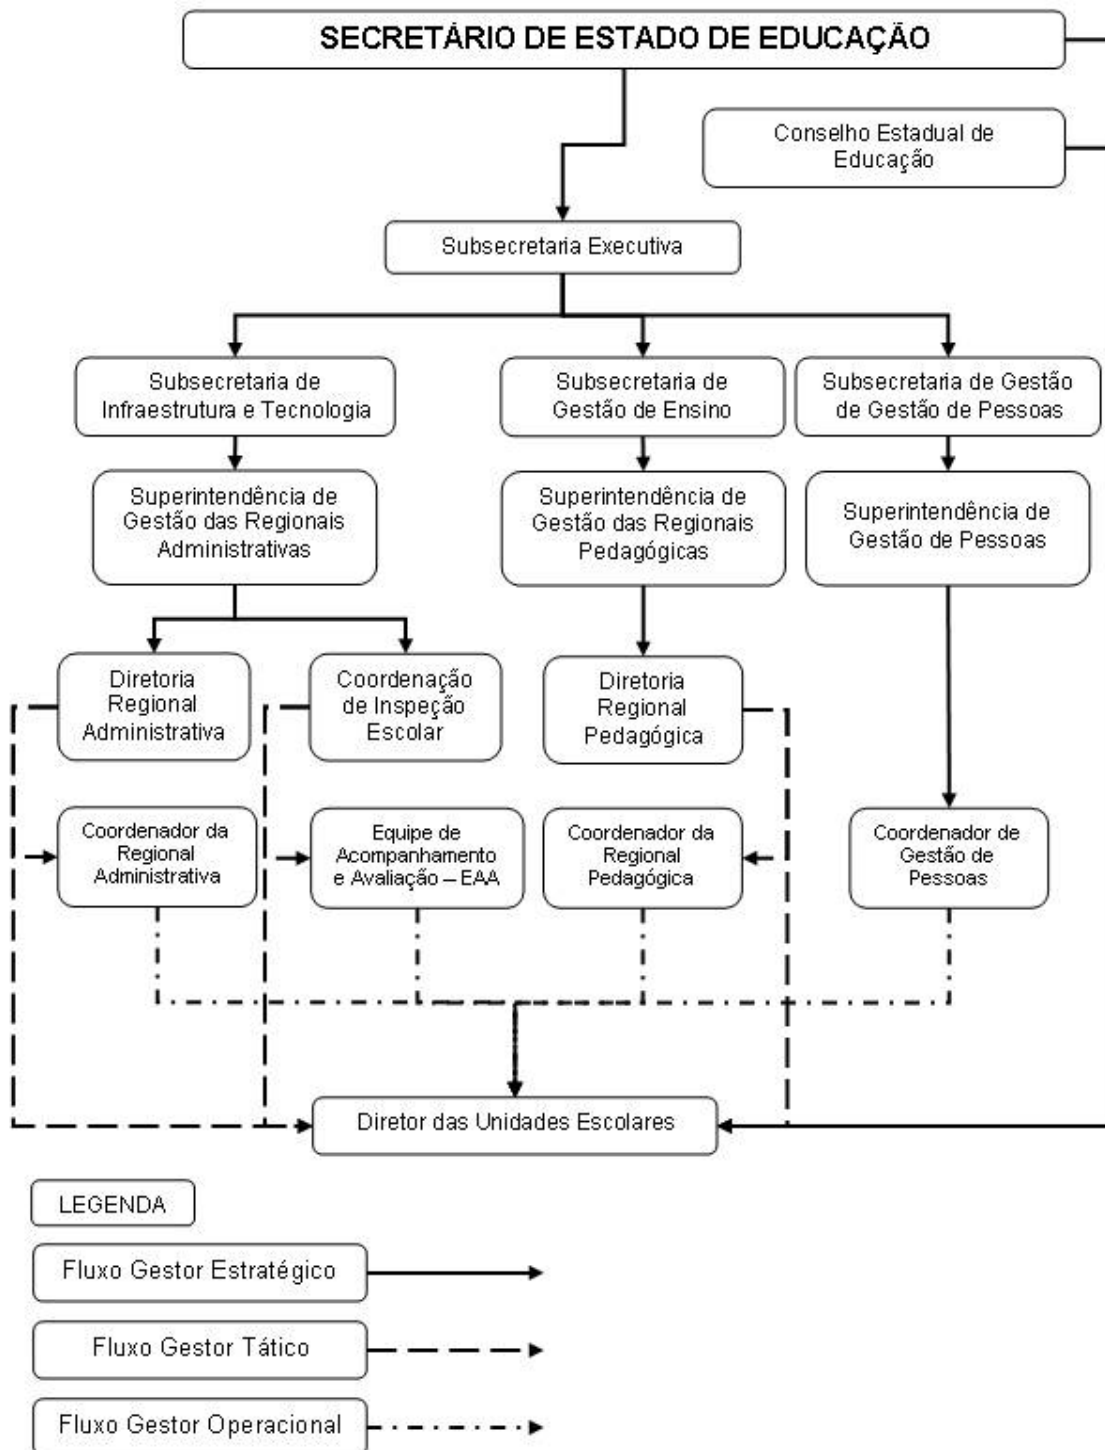 SECRETÁRIO DE ESTADO DE EDUCAÇÃO
Conselho Estadual de
Educação
Subsecretaria Executiva
Subsecretaria de
Infraestrutura e Tecnologia
Subsecretaria de
Gestão de Ensino
Subsecretaria de Gestão
de Gestão de Pessoas
Superintendência de
Gestão das Regionais
Administrativas
Superintendência de
Gestão das Regionais
Pedagógicas
Superintendência de
Gestão de Pessoas
Diretoria
Regional
Administrativa
Coordenação
de Inspeção
Escolar
Diretoria
Regional
Pedagógica
Coordenador da
Regional
Administrativa
Equipe de
Acompanhamento
e Avaliação – EAA
Coordenador da
Regional
Pedagógica
Coordenador de
Gestão de
Pessoas
Diretor das Unidades Escolares
LEGENDA
Fluxo Gestor Estratégico
Fluxo Gestor Tático
Fluxo Gestor Operacional